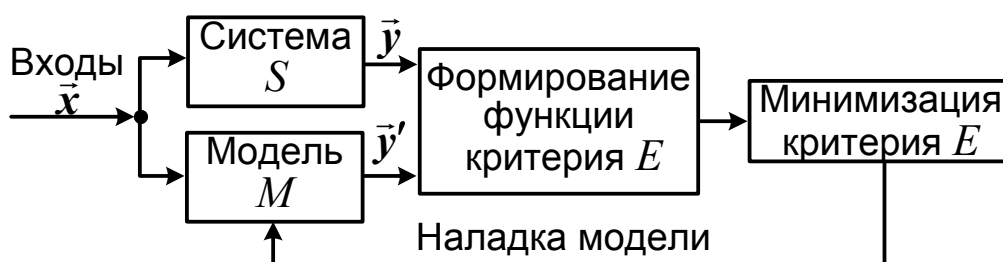 Входы
x⃗
Система
S
y⃗
Модель
M
y⃗′
Формирование
функции
критерия E
Минимизация
критерия E
Наладка модели